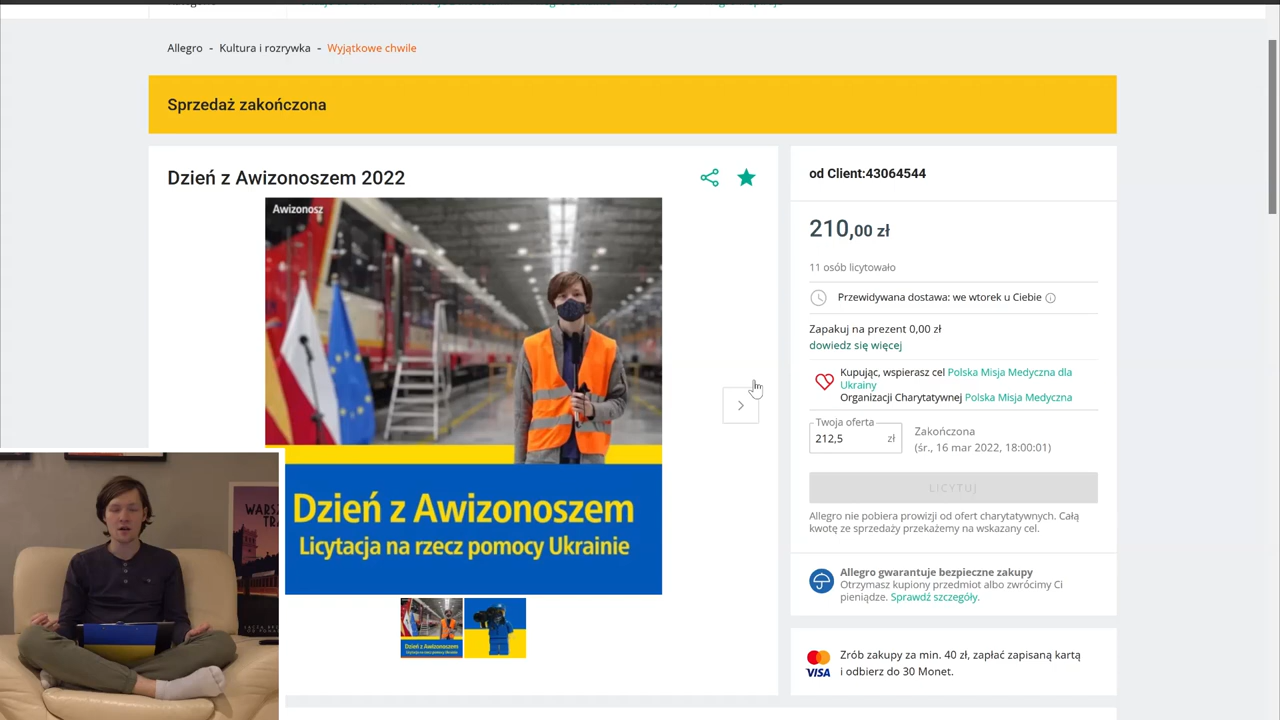 Allegro - Kultura i rozrywka - Wyjątkowe chwile
Sprzedaż zakończona
Dzień z Awizonoszem 2022
Awizonosz
Dzień z Awizonoszem
Licytacja na rzecz pomocy Ukrainie
Dzień z Awizonoszem
od Client:43064544
210,00 zł
11 osób licytowało
Przewidywana dostawa: we wtorek u Ciebie
Zapakuj na prezent 0,00 zł
dowiedz się więcej
Kupując, wspierasz cel Polska Misja Medyczna dla
Ukrainy
Organizacji Charytatywnej Polska Misja Medyczna
Twoja oferta
212,5 zł
Zakończona
(śr., 16 mar 2022, 18:00:01)
LICYTUJ
Allegro nie pobiera prowizji od ofert charytatywnych. Całą
kwotę ze sprzedaży przekażemy na wskazany cel.
Allegro gwarantuje bezpieczne zakupy
Otrzymasz kupiony przedmiot albo zwrócimy Ci
pieniądze. Sprawdź szczegóły.
VISA
Zrób zakupy za min. 40 zł, zapłać zapisaną kartą
i odbierz do 30 Monet.